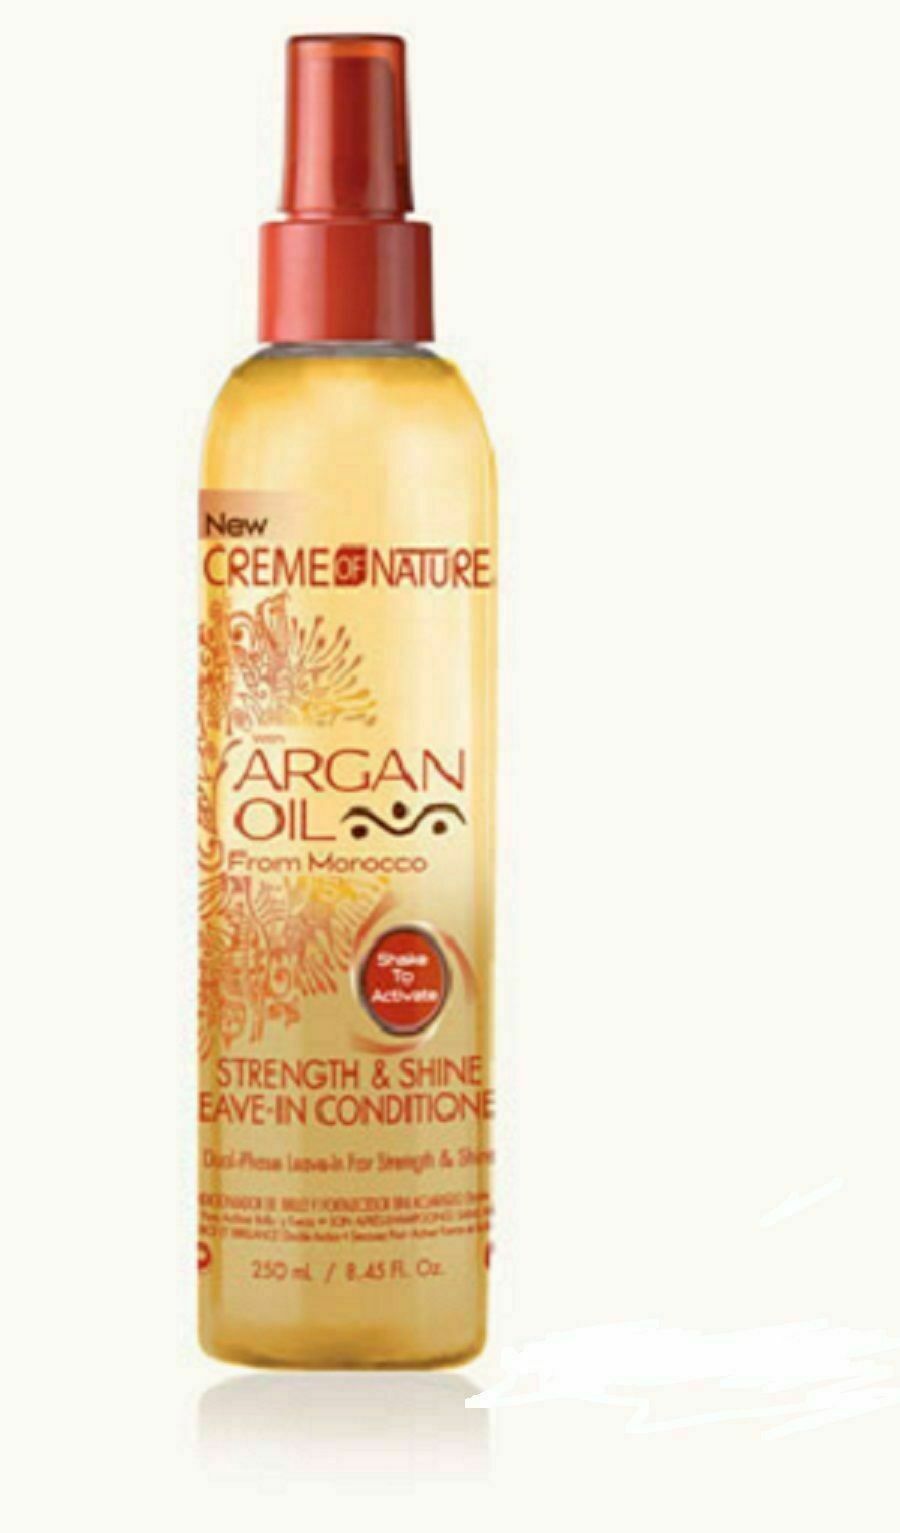 New
CREME OF NATURE
with
ARGAN
OIL
From Morocco
Shake
To
Activate
STRENGTH & SHINE
EAVE-IN CONDITIONE
Dual-Phase Leave-In For Strength & Shine
250 mL / 8.45 Fl. Oz.